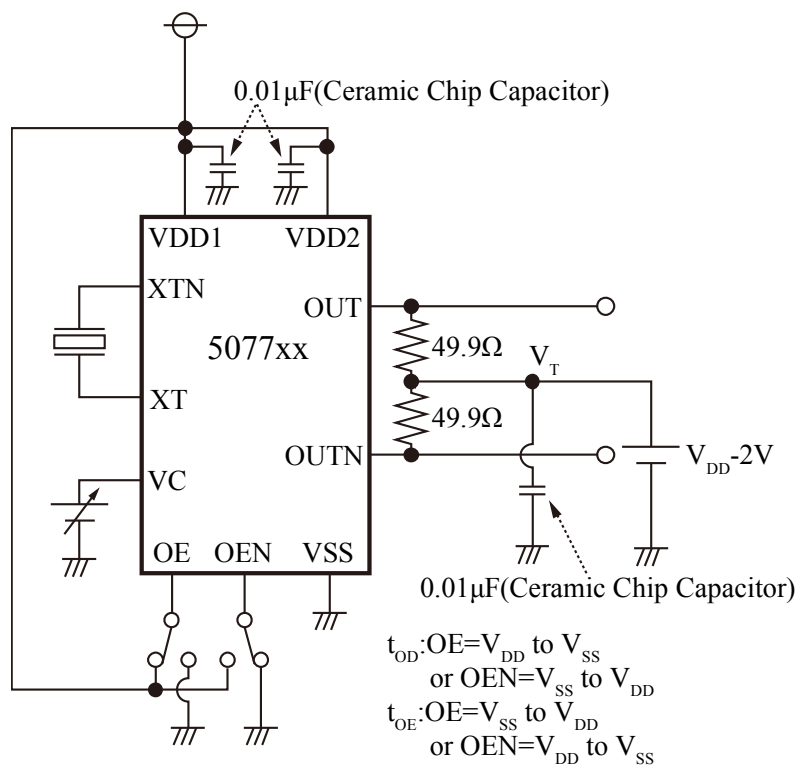 0.01μF(Ceramic Chip Capacitor)
VDD1 VDD2
XTN
OUT
5077xx
49.9Ω
V_T
XT
49.9Ω
OUTN
V_DD-2V
VC
OE OEN VSS
0.01μF(Ceramic Chip Capacitor)
t_OD:OE=V_DD to V_SS
or OEN=V_SS to V_DD
t_OE:OE=V_SS to V_DD
or OEN=V_DD to V_SS